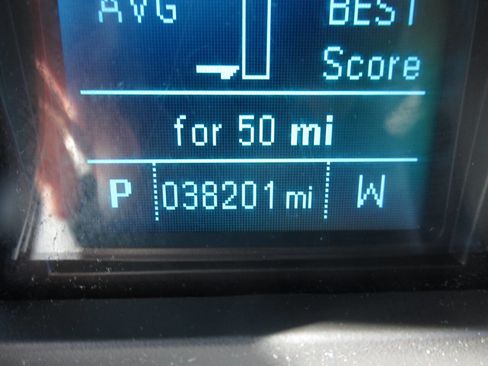 AVG BEST
Score
for 50 mi
P 038201 mi W